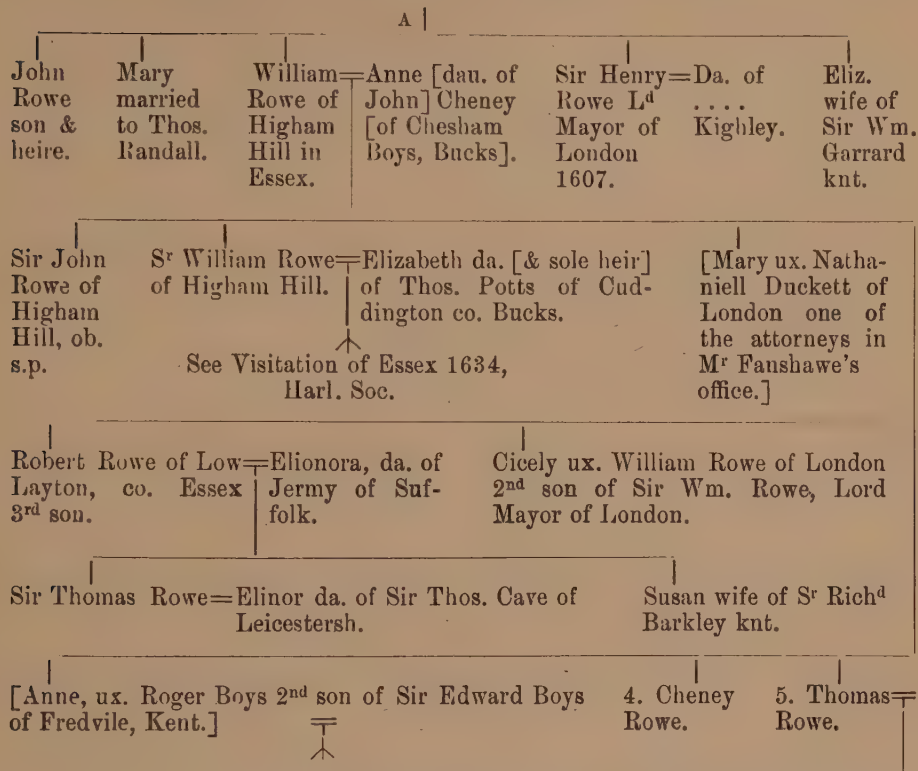 A
John
Rowe
son &
heire.
Mary
married
to Thos.
Randall.
William=Anne [dau. of
Rowe of John] Cheney
Higham [of Chesham
Hill in Boys, Bucks].
Essex.
Sir Henry=Da. of
Rowe Ld . . . .
Mayor of Kighley.
London
1607.
Eliz.
wife of
Sir Wm.
Garrard
knt.
Sir John
Rowe of
Higham
Hill, ob.
s.p.
Sr William Rowe=Elizabeth da. [& sole heir]
of Higham Hill. of Thos. Potts of Cud-
dington co. Bucks.
See Visitation of Essex 1634,
Harl. Soc.
[Mary ux. Natha-
niell Duckett of
London one of
the attorneys in
Mr Fanshawe's
office.]
Robert Rowe of Low=Elionora, da. of
Layton, co. Essex Jermy of Suf-
3rd son. folk.
Cicely ux. William Rowe of London
2nd son of Sir Wm. Rowe, Lord
Mayor of London.
Sir Thomas Rowe=Elinor da. of Sir Thos. Cave of
Leicestersh.
Susan wife of Sr Richd
Barkley knt.
[Anne, ux. Roger Boys 2nd son of Sir Edward Boys
of Fredvile, Kent.]
4. Cheney
Rowe.
5. Thomas=
Rowe.